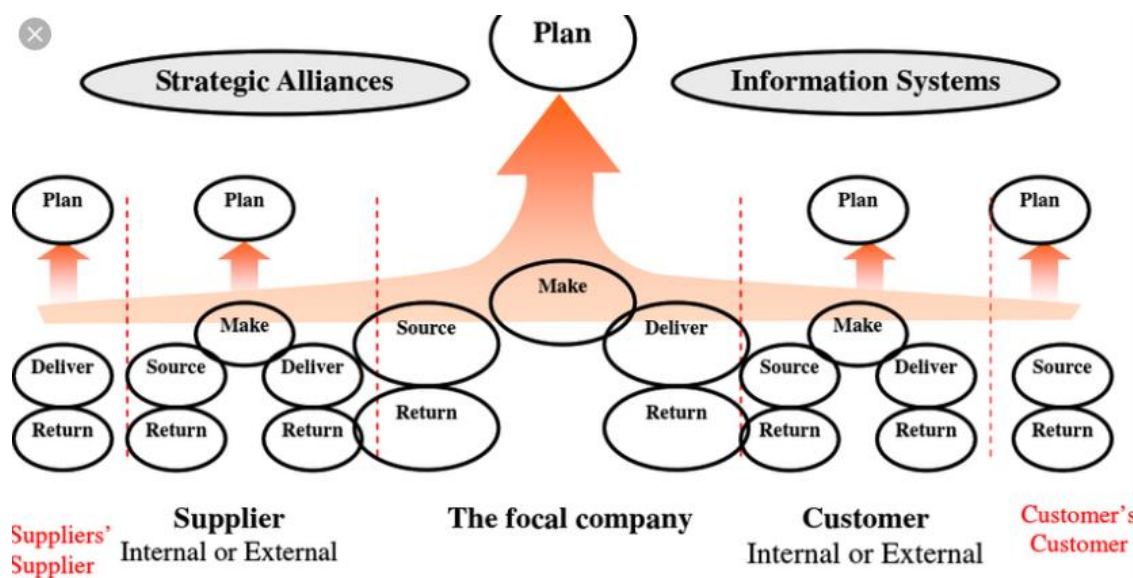 Plan
Strategic Alliances
Information Systems
Plan
Plan
Plan
Plan
Make
Make
Source
Deliver
Make
Deliver
Source
Deliver
Source
Deliver
Source
Return
Return
Return
Return
Return
Return
Return
Return
Suppliers'
Supplier
Supplier
Internal or External
The focal company
Customer
Internal or External
Customer's
Customer